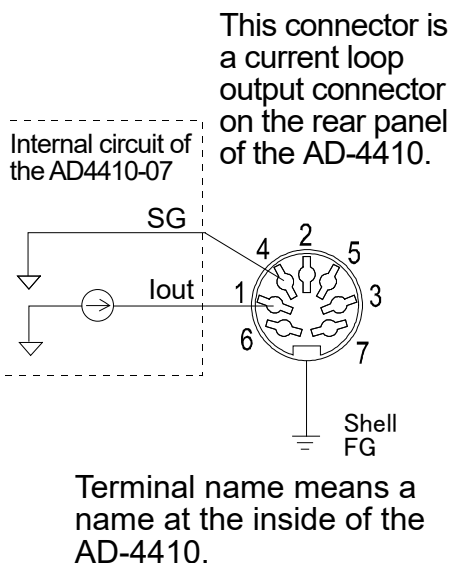 This connector is
a current loop
output connector
on the rear panel
of the AD-4410.
Internal circuit of
the AD4410-07
SG
Iout
4
2
5
1
3
6
7
Shell
FG
Terminal name means a
name at the inside of the
AD-4410.